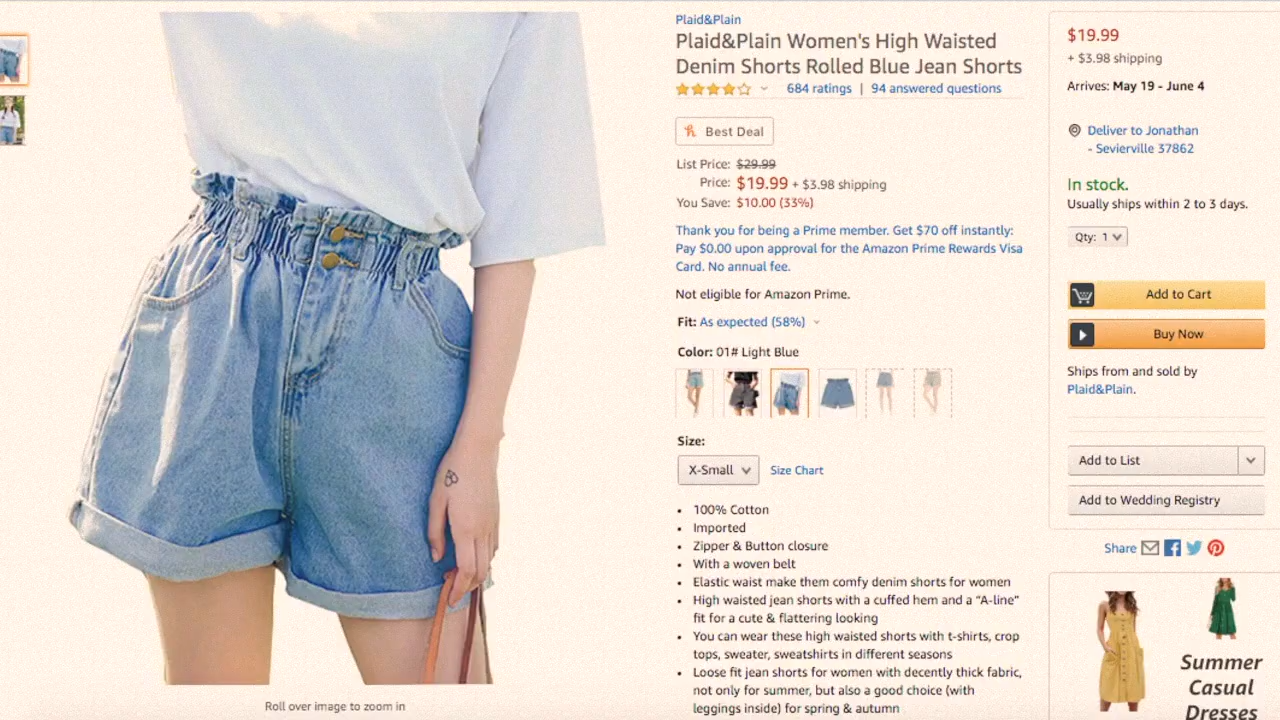 Plaid&Plain
Plaid&Plain Women's High Waisted
Denim Shorts Rolled Blue Jean Shorts
684 ratings | 94 answered questions
Best Deal
List Price: $29.99
Price: $19.99 + $3.98 shipping
You Save: $10.00 (33%)
Thank you for being a Prime member. Get $70 off instantly:
Pay $0.00 upon approval for the Amazon Prime Rewards Visa
Card. No annual fee.
Not eligible for Amazon Prime.
Fit: As expected (58%)
Color: 01# Light Blue
Size:
X-Small
Size Chart
• 100% Cotton
• Imported
• Zipper & Button closure
• With a woven belt
• Elastic waist make them comfy denim shorts for women
• High waisted jean shorts with a cuffed hem and a "A-line"
fit for a cute & flattering looking
• You can wear these high waisted shorts with t-shirts, crop
tops, sweater, sweatshirts in different seasons
• Loose fit jean shorts for women with decently thick fabric,
not only for summer, but also a good choice (with
leggings inside) for spring & autumn
Roll over image to zoom in
$19.99
+ $3.98 shipping
Arrives: May 19 - June 4
Deliver to Jonathan
- Sevierville 37862
In stock.
Usually ships within 2 to 3 days.
Qty: 1
Add to Cart
Buy Now
Ships from and sold by
Plaid&Plain.
Add to List
Add to Wedding Registry
Share
Summer
Casual
Dresses